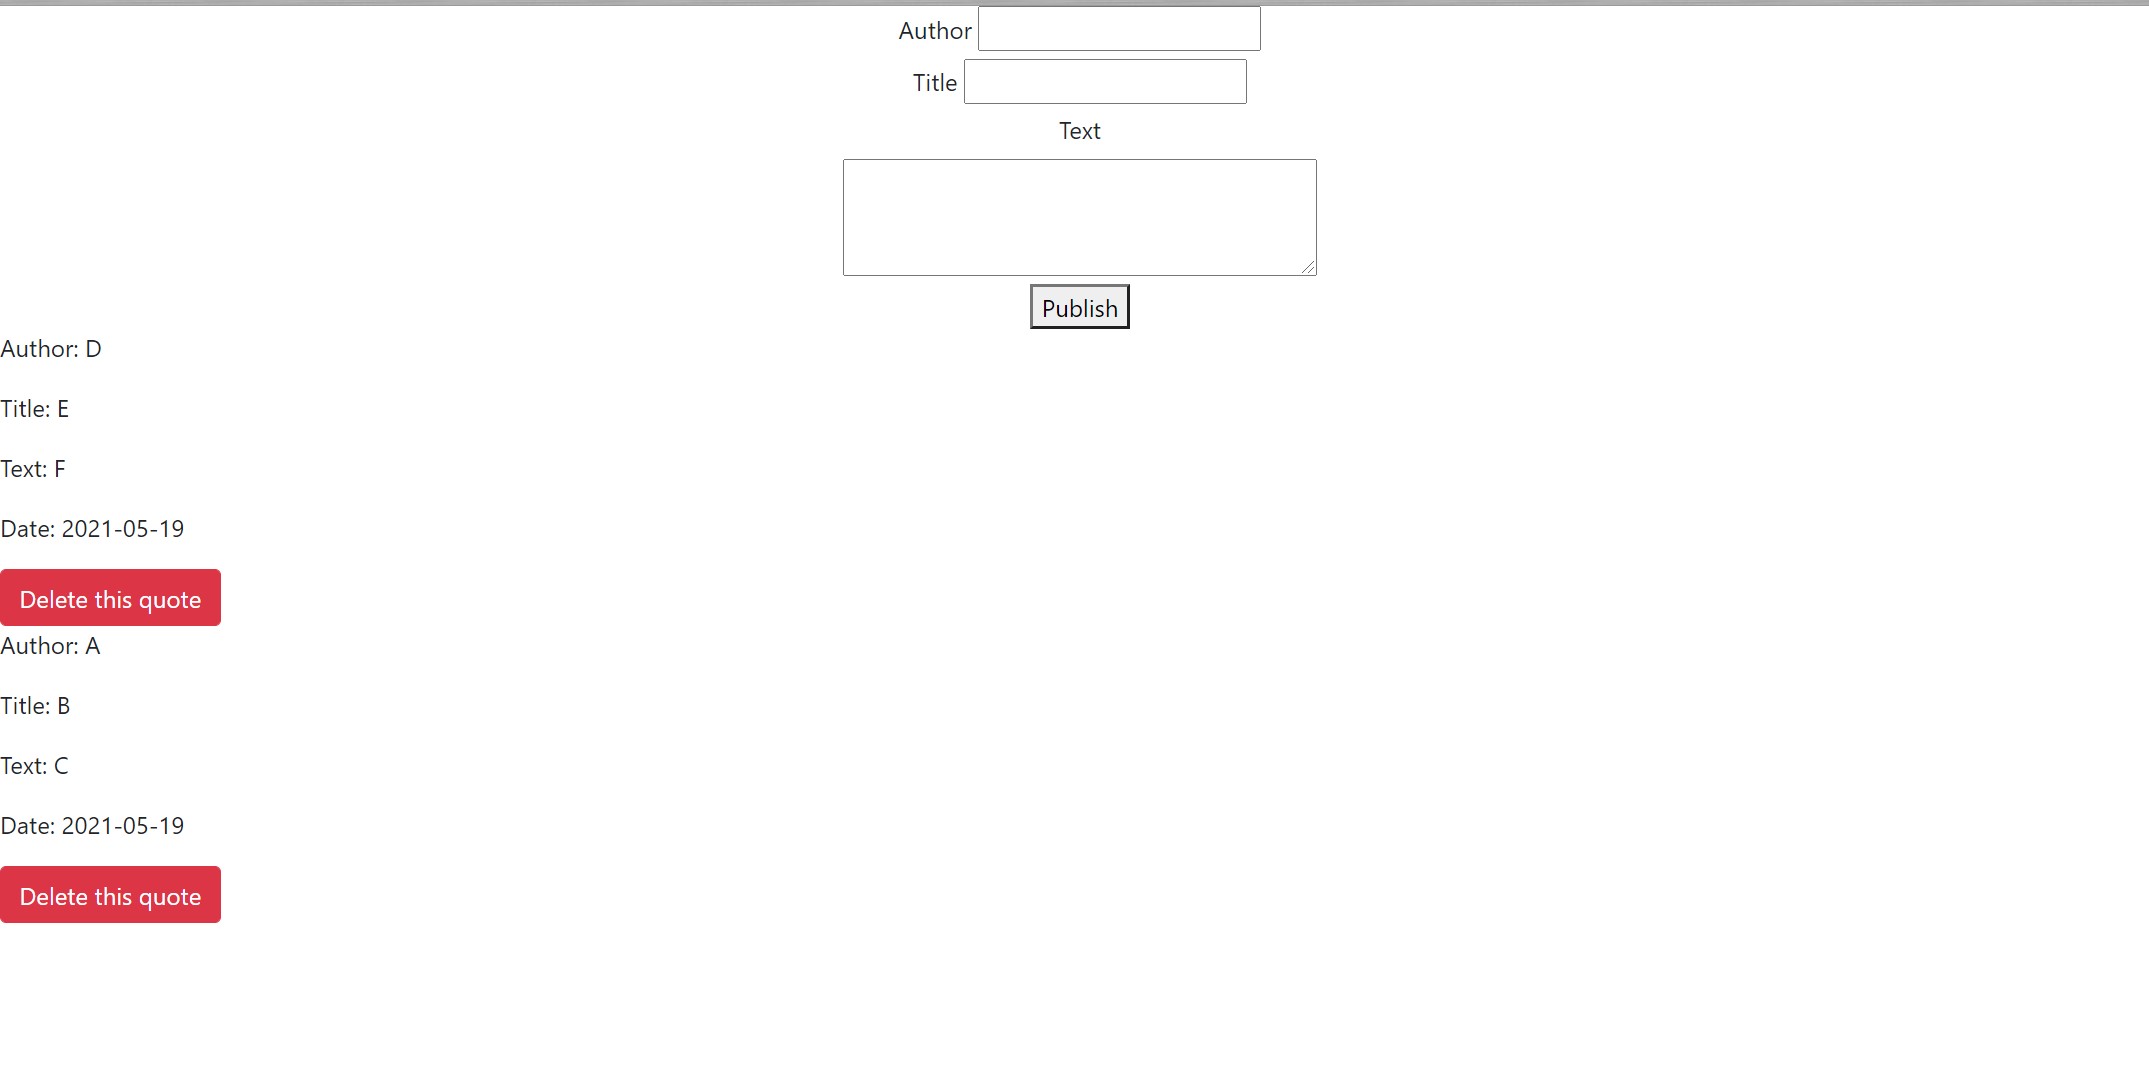 Author
Title
Text
Publish
Author: D
Title: E
Text: F
Date: 2021-05-19
Delete this quote
Author: A
Title: B
Text: C
Date: 2021-05-19
Delete this quote